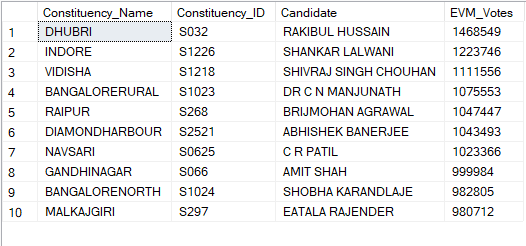 Constituency_Name Constituency_ID Candidate EVM_Votes
1 DHUBRI S032 RAKIBUL HUSSAIN 1468549
2 INDORE S1226 SHANKAR LALWANI 1223746
3 VIDISHA S1218 SHIVRAJ SINGH CHOUHAN 1111556
4 BANGALORERURAL S1023 DR C N MANJUNATH 1075553
5 RAIPUR S268 BRIJMOHAN AGRAWAL 1047447
6 DIAMONDHARBOUR S2521 ABHISHEK BANERJEE 1043493
7 NAVSARI S0625 C R PATIL 1023366
8 GANDHINAGAR S066 AMIT SHAH 999984
9 BANGALORENORTH S1024 SHOBHA KARANDLAJE 982805
10 MALKAJGIRI S297 EATALA RAJENDER 980712